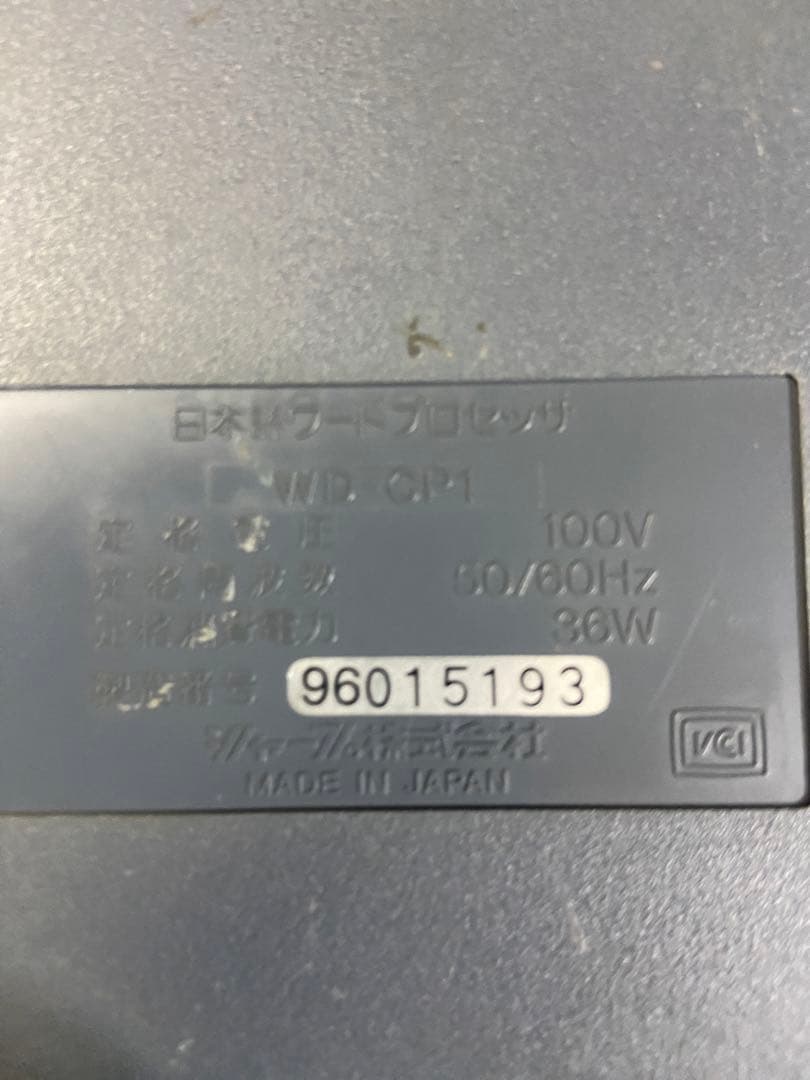 日本語ワードプロセッサ
WD CP1
定格電圧 100V
定格周波数 50/60Hz
定格消費電力 36W
製造番号 96015193
シャープ株式会社
MADE IN JAPAN
VCCI